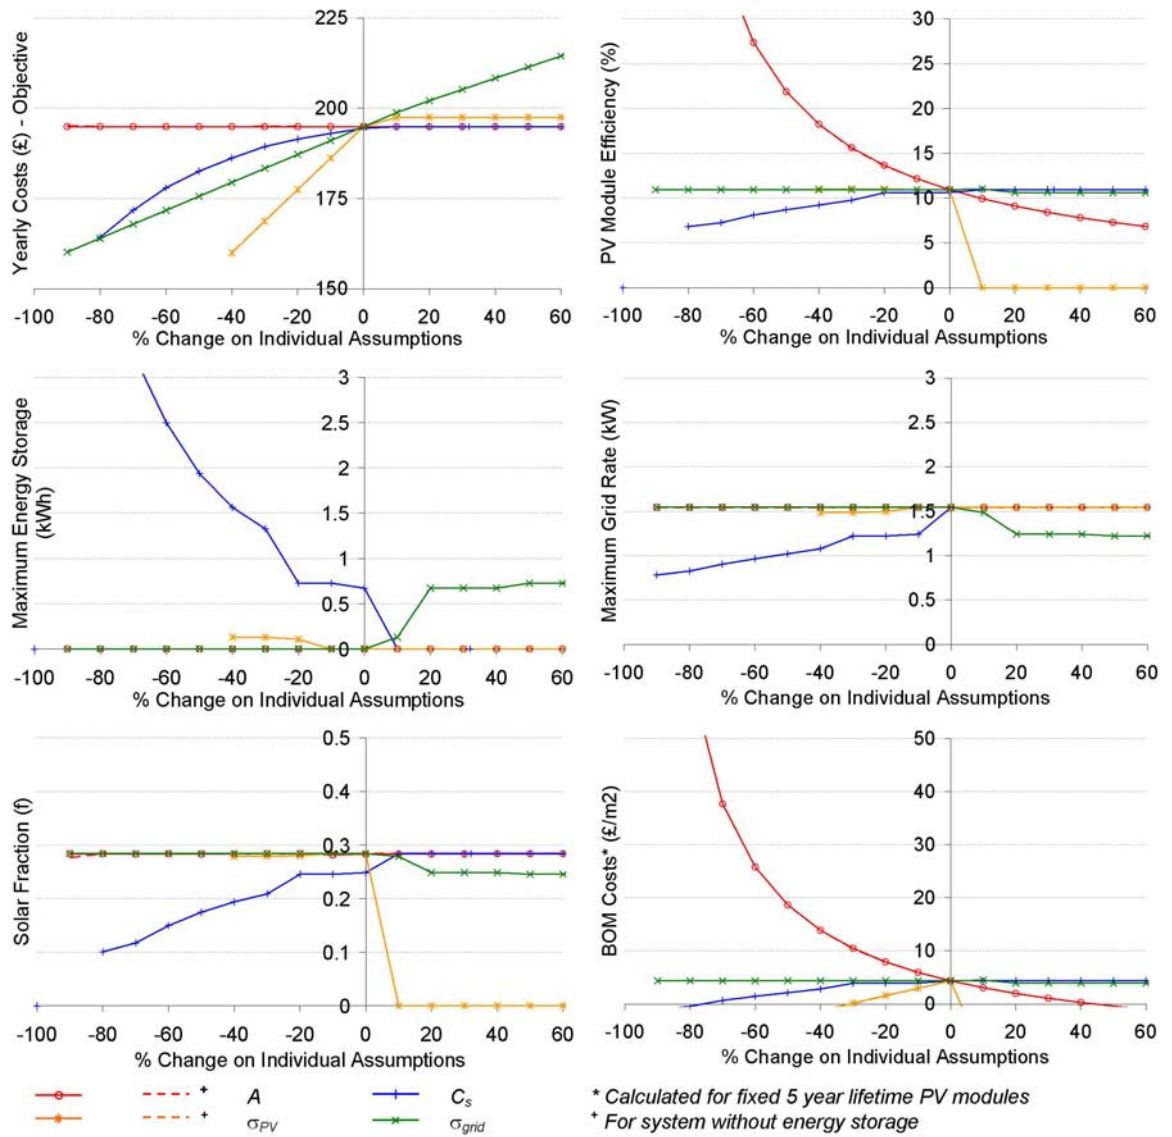 Yearly Costs (£) - Objective
225
200
175
150
-100 -80 -60 -40 -20 0 20 40 60
% Change on Individual Assumptions
PV Module Efficiency (%)
30
25
20
15
10
5
0
-100 -80 -60 -40 -20 0 20 40 60
% Change on Individual Assumptions
Maximum Energy Storage
(kWh)
3
2.5
2
1.5
1
0.5
0
-100 -80 -60 -40 -20 0 20 40 60
% Change on Individual Assumptions
Maximum Grid Rate (kW)
3
2.5
2
1.5
1
0.5
0
-100 -80 -60 -40 -20 0 20 40 60
% Change on Individual Assumptions
Solar Fraction (f)
0.5
0.4
0.3
0.2
0.1
0
-100 -80 -60 -40 -20 0 20 40 60
% Change on Individual Assumptions
BOM Costs* (£/m2)
50
40
30
20
10
0
-100 -80 -60 -40 -20 0 20 40 60
% Change on Individual Assumptions
+ A Cs
+ σPV σgrid
* Calculated for fixed 5 year lifetime PV modules
+ For system without energy storage